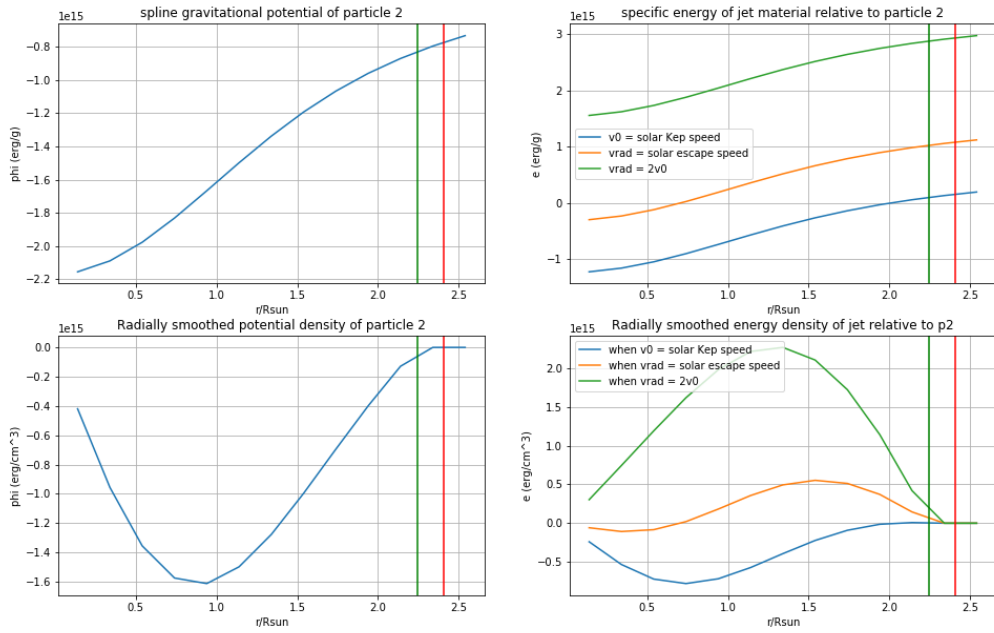 spline gravitational potential of particle 2
1e15
phi (erg/g)
−0.8
−1.0
−1.2
−1.4
−1.6
−1.8
−2.0
−2.2
0.5 1.0 1.5 2.0 2.5
r/Rsun
specific energy of jet material relative to particle 2
1e15
e (erg/g)
3
2
1
0
−1
v0 = solar Kep speed
vrad = solar escape speed
vrad = 2v0
0.5 1.0 1.5 2.0 2.5
r/Rsun
Radially smoothed potential density of particle 2
1e15
phi (erg/cm^3)
0.0
−0.2
−0.4
−0.6
−0.8
−1.0
−1.2
−1.4
−1.6
0.5 1.0 1.5 2.0 2.5
r/Rsun
Radially smoothed energy density of jet relative to p2
1e15
e (erg/cm^3)
2.0
1.5
1.0
0.5
0.0
−0.5
when v0 = solar Kep speed
when vrad = solar escape speed
when vrad = 2v0
0.5 1.0 1.5 2.0 2.5
r/Rsun